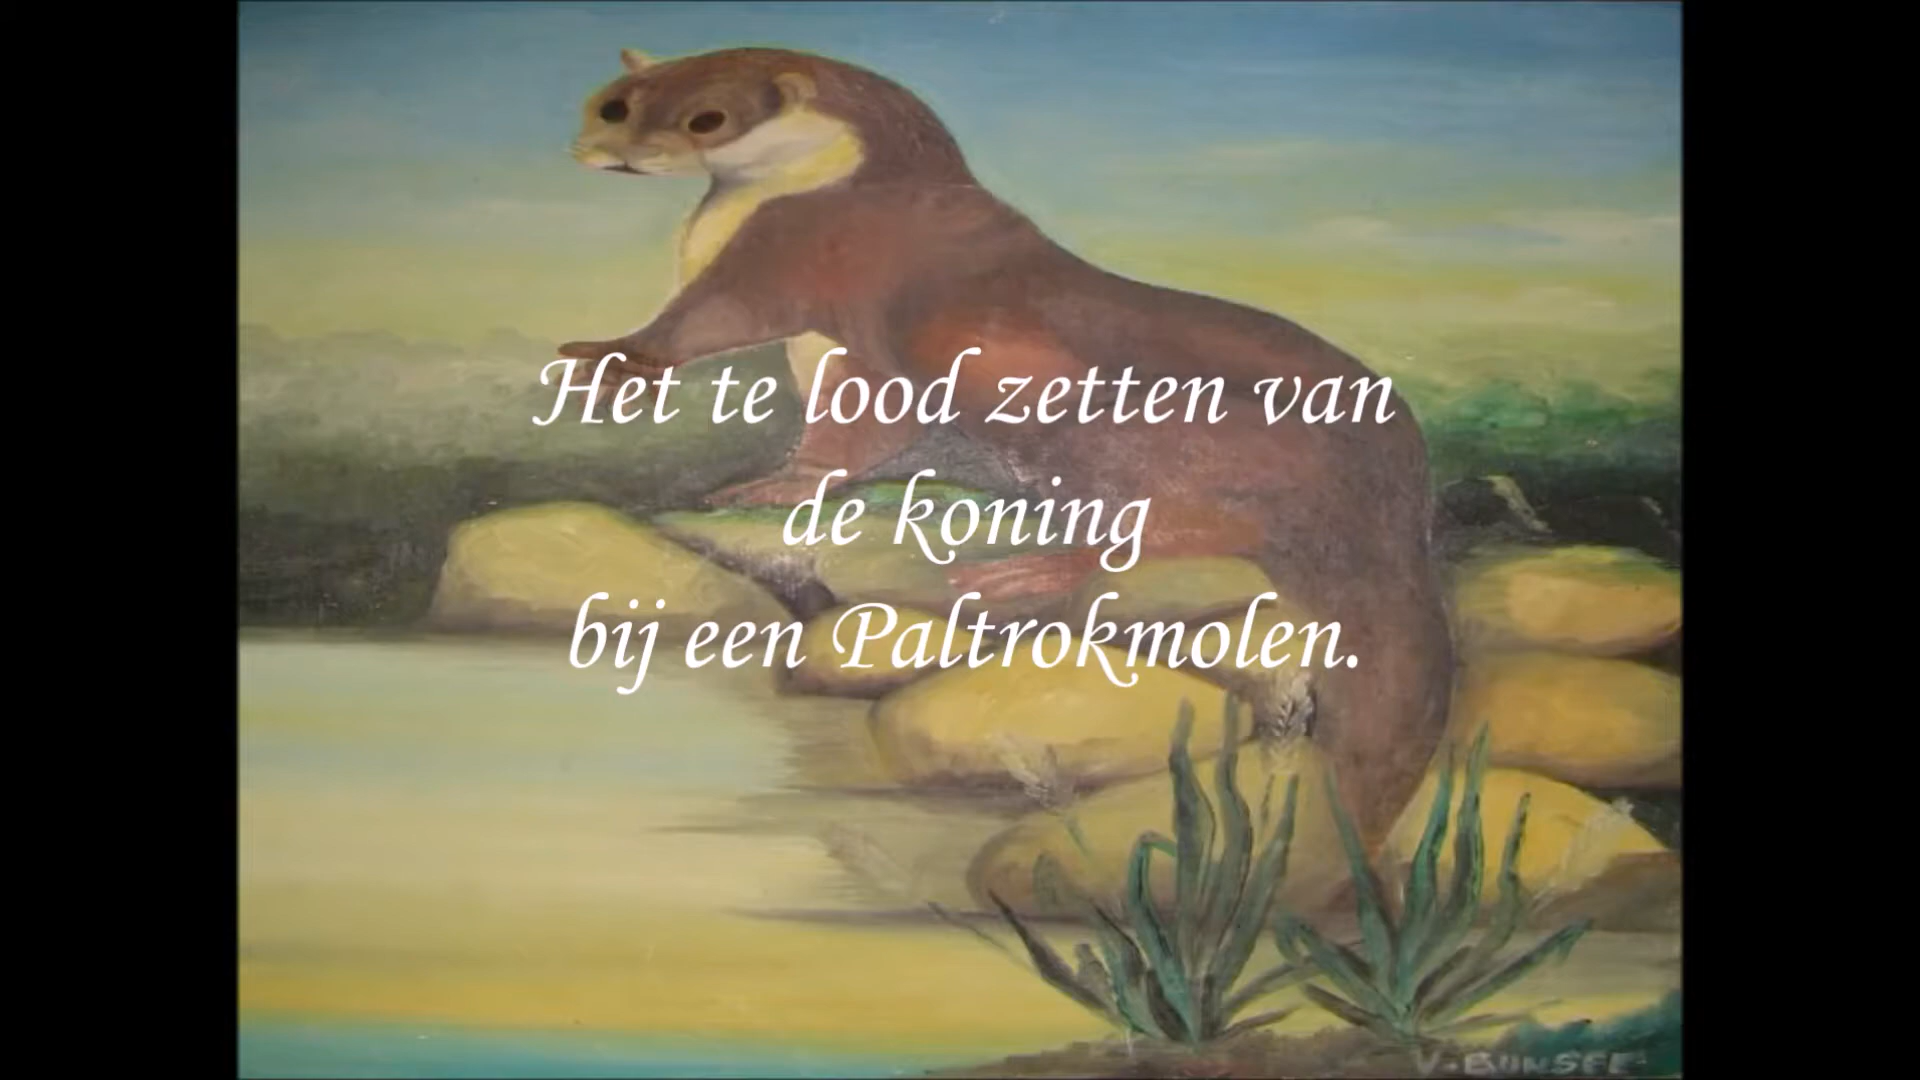 Het te lood zetten van
de koning
bij een Paltrokmolen.